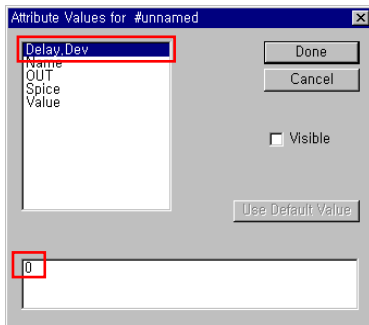 Attribute Values for #unnamed
Delay,Dev
Name
OUT
Spice
Value
Done
Cancel
Visible
Use Default Value
0